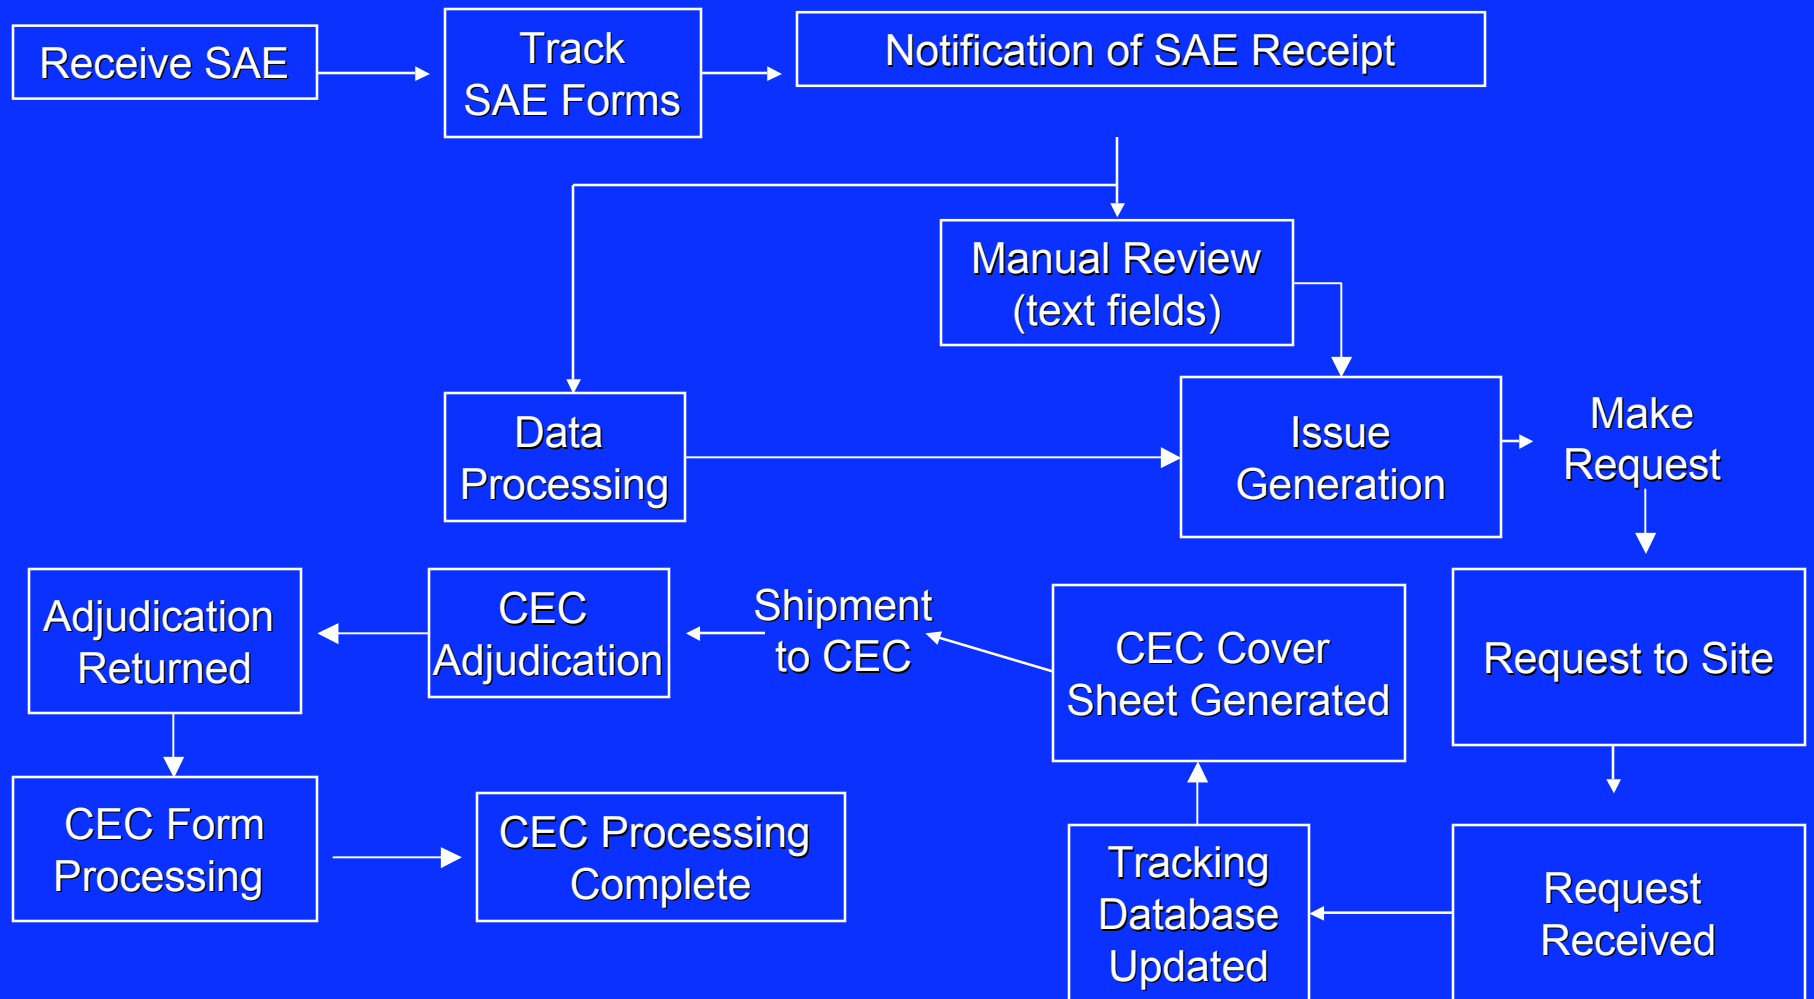 Receive SAE
Track
SAE Forms
Notification of SAE Receipt
Manual Review
(text fields)
Data
Processing
Issue
Generation
Make
Request
Adjudication
Returned
CEC
Adjudication
Shipment
to CEC
CEC Cover
Sheet Generated
Request to Site
CEC Form
Processing
CEC Processing
Complete
Tracking
Database
Updated
Request
Received